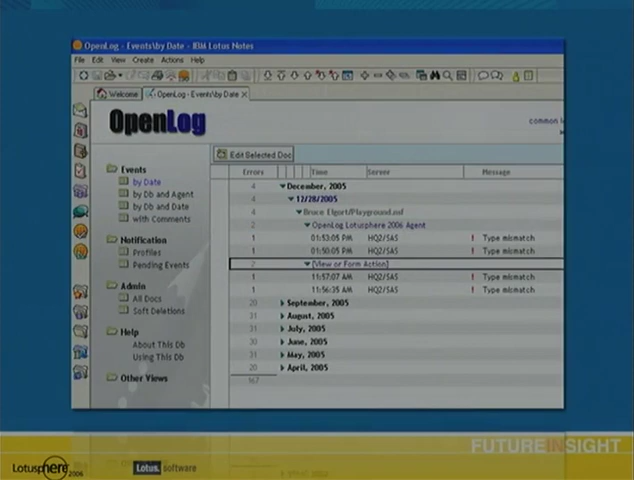 OpenLog - Events\by Date - IBM Lotus Notes
File Edit View Create Actions Help
Welcome OpenLog - Events\by Date
OpenLog
common
Edit Selected Doc
Errors Time Server Message
Events
by Date
by Db and Agent
by Db and Date
with Comments
Notification
Profiles
Pending Events
Admin
All Docs
Soft Deletions
Help
About This Db
Using This Db
Other Views
4 December, 2005
4 12/28/2005
4 Bruce Elgort/Playground.nsf
2 OpenLog Lotusphere 2006 Agent
1 01:53:05 PM HQ2/SAS ! Type mismatch
1 01:50:05 PM HQ2/SAS ! Type mismatch
2 [View or Form Action]
1 11:57:07 AM HQ2/SAS ! Type mismatch
1 11:56:35 AM HQ2/SAS ! Type mismatch
20 September, 2005
31 August, 2005
31 July, 2005
30 June, 2005
31 May, 2005
20 April, 2005
167
FUTUREINSIGHT
Lotusphere 2006
Lotus. software